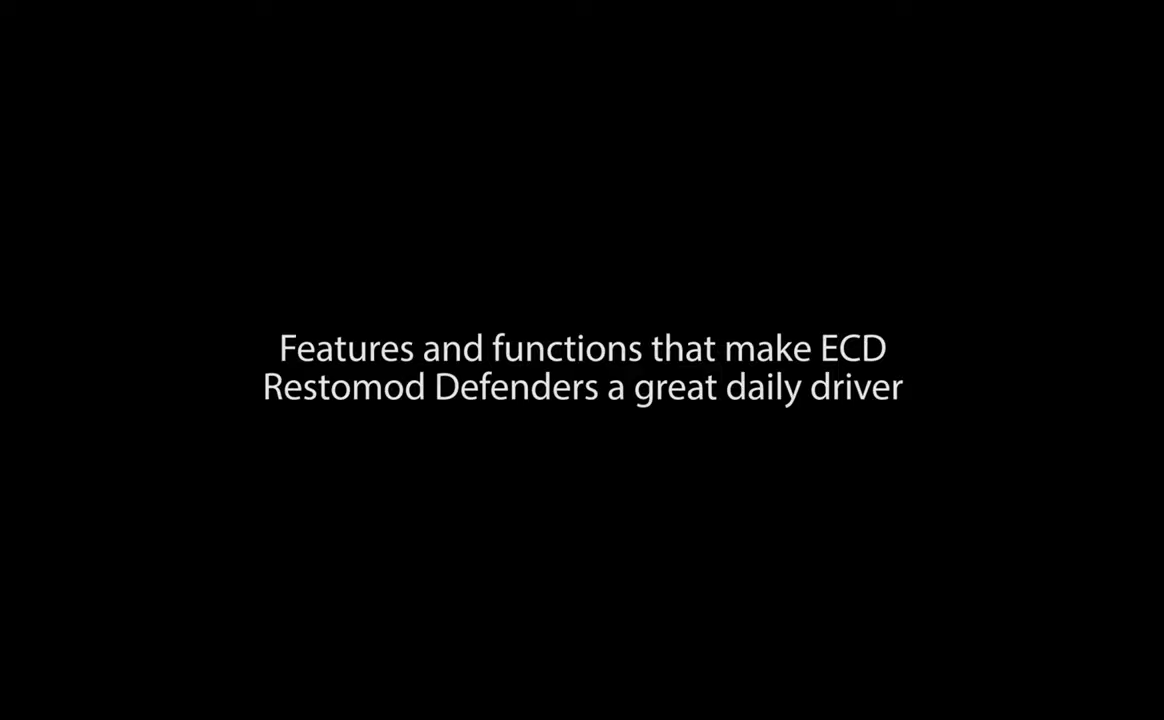 Features and functions that make ECD
Restomod Defenders a great daily driver